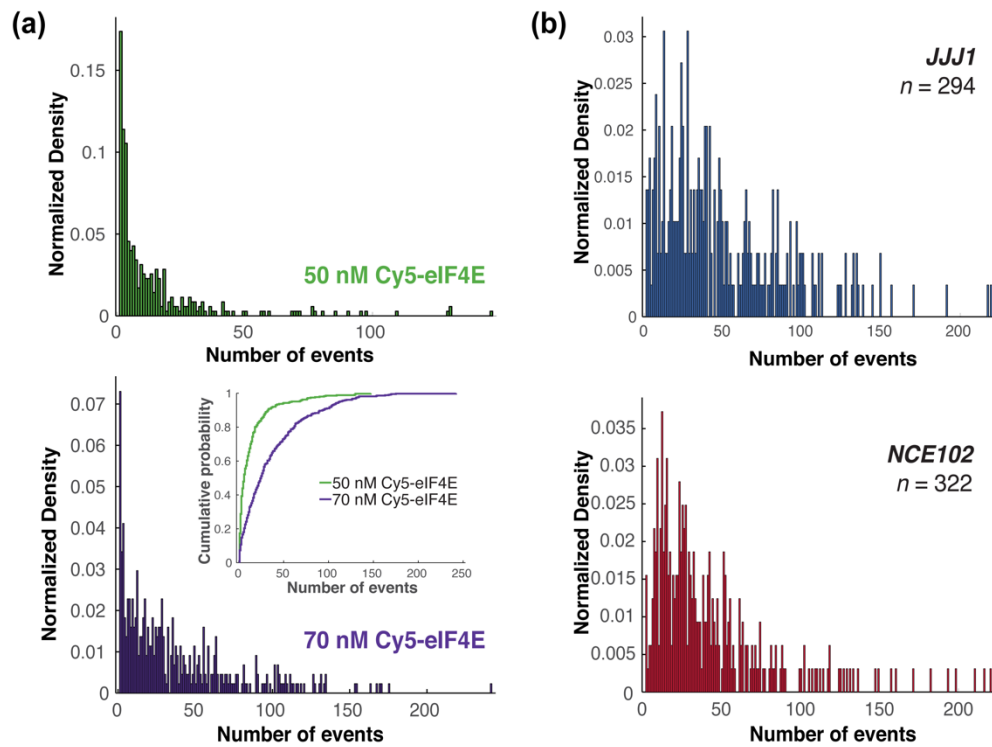 (a)
Normalized Density
0.15
0.1
0.05
0
50 nM Cy5-eIF4E
0
50
100
Number of events
Normalized Density
0.07
0.06
0.05
0.04
0.03
0.02
0.01
0
70 nM Cy5-eIF4E
0
50
100
150
200
Number of events
Cumulative probability
1
0.8
0.6
0.4
0.2
0
50 nM Cy5-eIF4E
70 nM Cy5-eIF4E
0
50
100
150
200
250
Number of events
(b)
Normalized Density
0.03
0.025
0.02
0.015
0.01
0.005
0
JJJ1
n = 294
0
50
100
150
200
Number of events
Normalized Density
0.035
0.03
0.025
0.02
0.015
0.01
0.005
0
NCE102
n = 322
0
50
100
150
200
Number of events